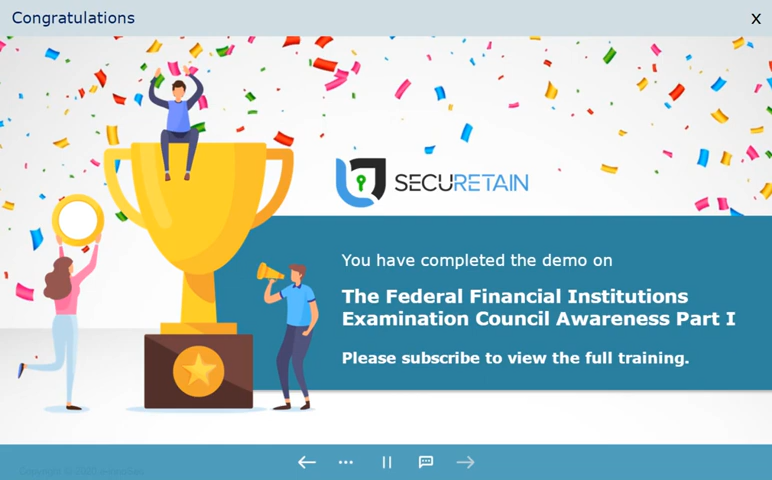 Congratulations
X
SECURETAIN
You have completed the demo on
The Federal Financial Institutions
Examination Council Awareness Part I
Please subscribe to view the full training.